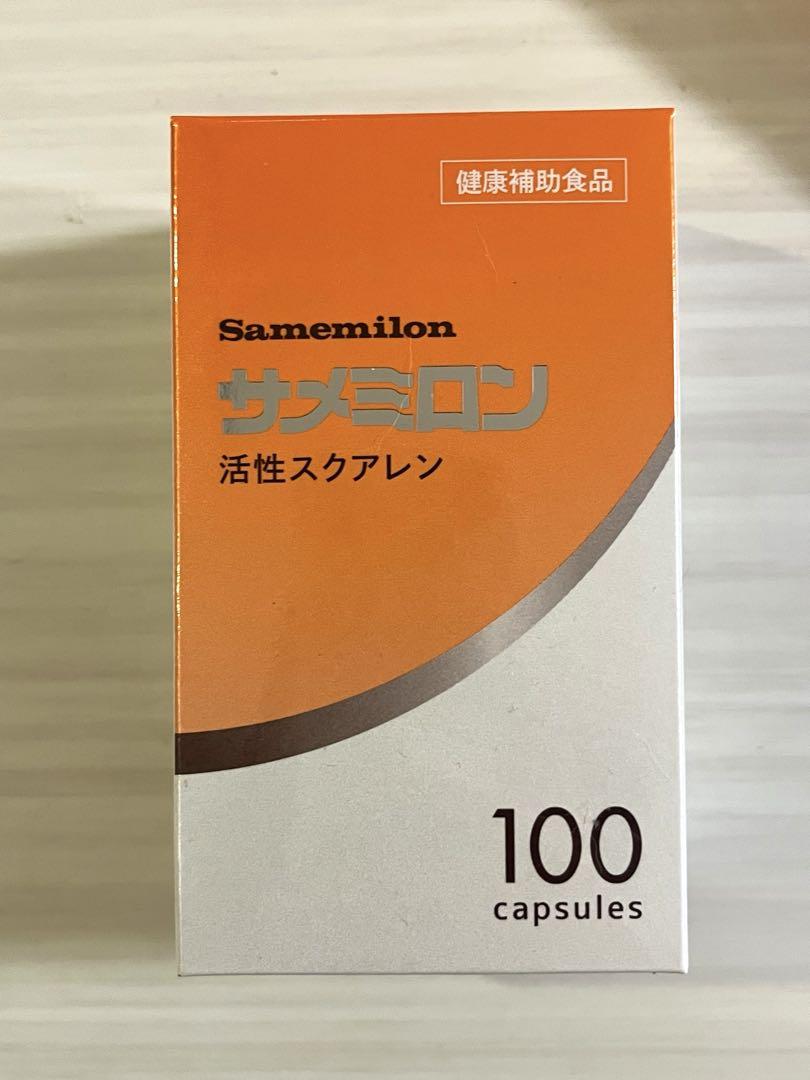 健康補助食品
Samemilon
サメミロン
活性スクアレン
100
capsules